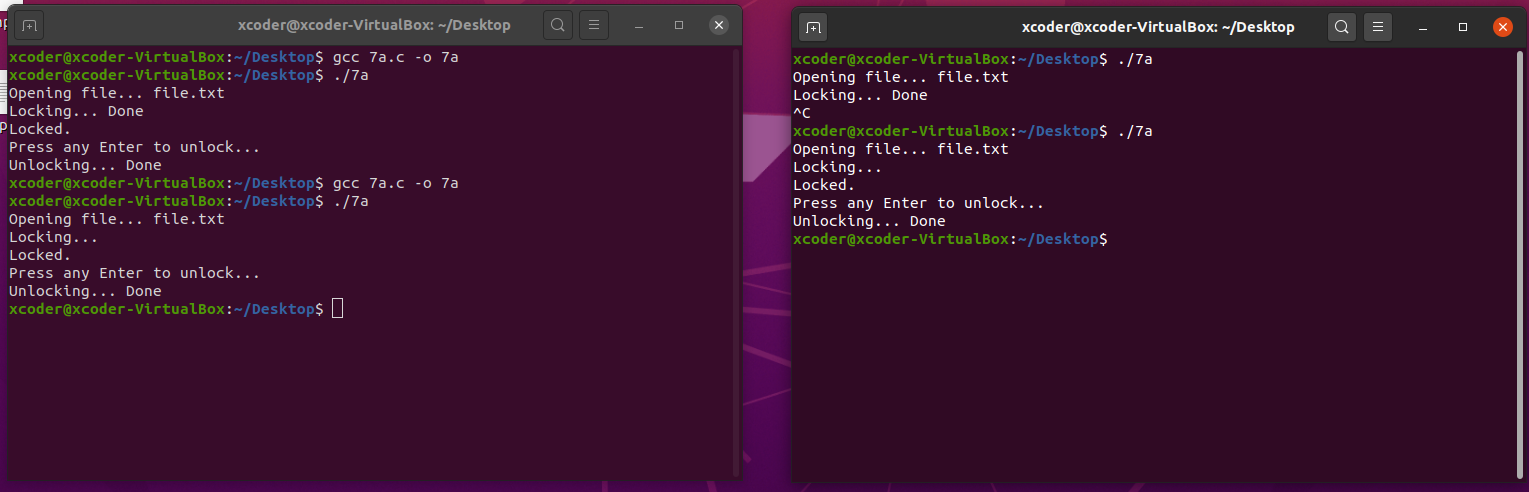 xcoder@xcoder-VirtualBox: ~/Desktop
xcoder@xcoder-VirtualBox:~/Desktop$ gcc 7a.c -o 7a
xcoder@xcoder-VirtualBox:~/Desktop$ ./7a
Opening file... file.txt
Locking... Done
Locked.
Press any Enter to unlock...
Unlocking... Done
xcoder@xcoder-VirtualBox:~/Desktop$ gcc 7a.c -o 7a
xcoder@xcoder-VirtualBox:~/Desktop$ ./7a
Opening file... file.txt
Locking...
Locked.
Press any Enter to unlock...
Unlocking... Done
xcoder@xcoder-VirtualBox:~/Desktop$
xcoder@xcoder-VirtualBox: ~/Desktop
xcoder@xcoder-VirtualBox:~/Desktop$ ./7a
Opening file... file.txt
Locking... Done
^C
xcoder@xcoder-VirtualBox:~/Desktop$ ./7a
Opening file... file.txt
Locking...
Locked.
Press any Enter to unlock...
Unlocking... Done
xcoder@xcoder-VirtualBox:~/Desktop$